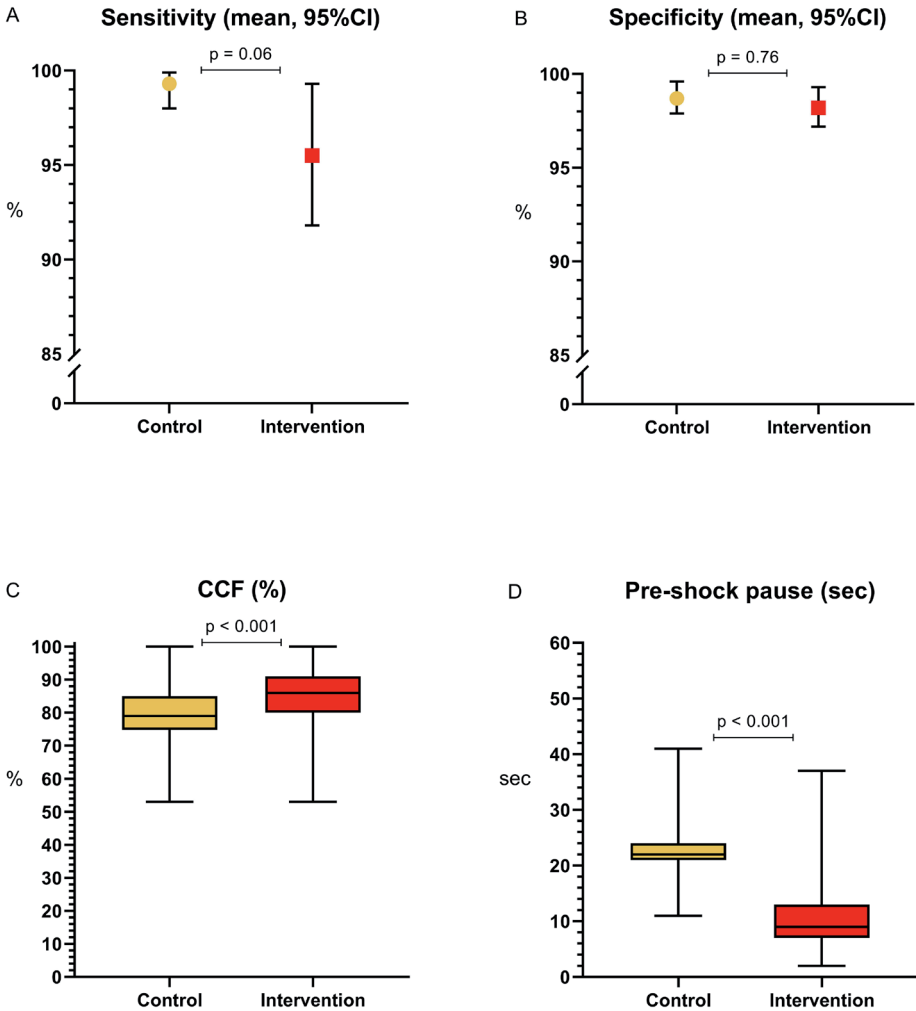 A
Sensitivity (mean, 95%CI)
p = 0.06
100
95
90
85
0
%
Control
Intervention
B
Specificity (mean, 95%CI)
p = 0.76
100
95
90
85
0
%
Control
Intervention
C
CCF (%)
p < 0.001
100
90
80
70
60
50
40
30
20
10
0
%
Control
Intervention
D
Pre-shock pause (sec)
p < 0.001
60
50
40
30
20
10
0
sec
Control
Intervention